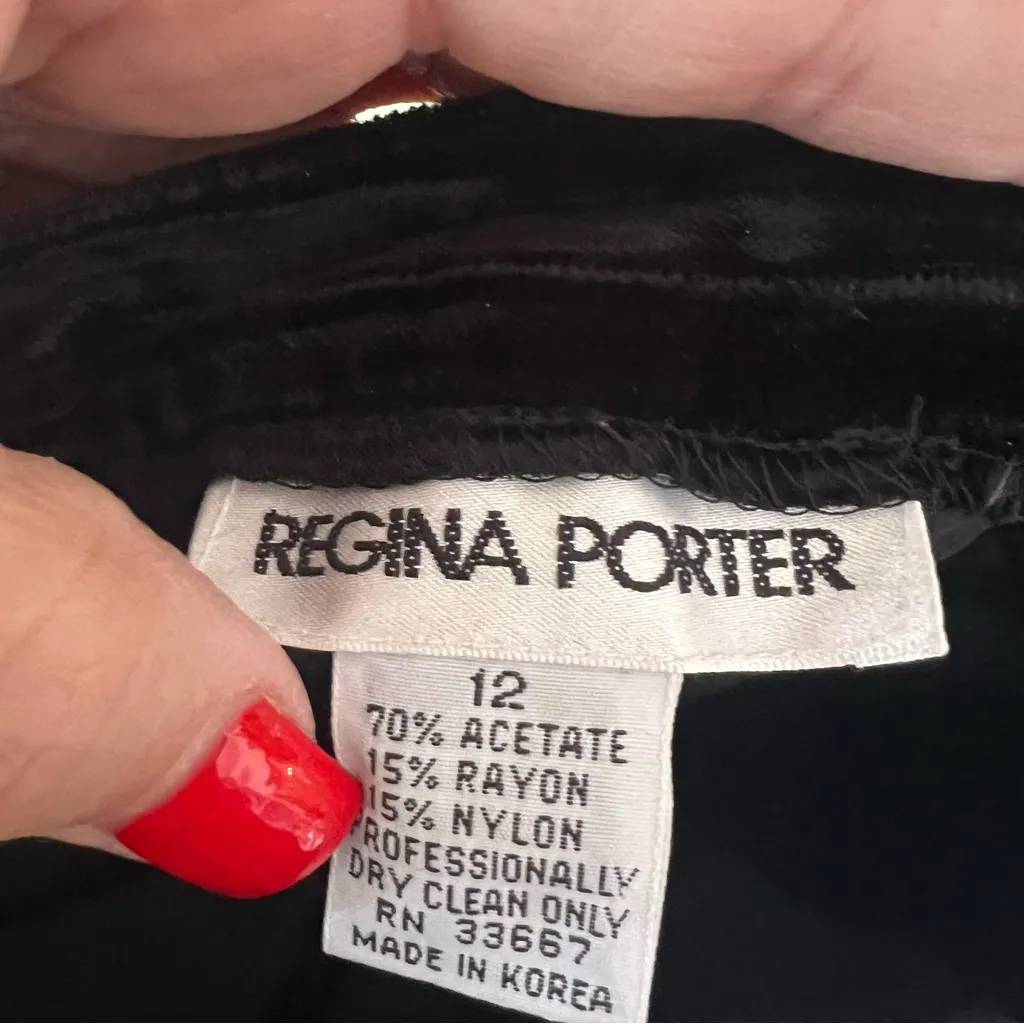 REGINA PORTER
12
70% ACETATE
15% RAYON
15% NYLON
PROFESSIONALLY
DRY CLEAN ONLY
RN 33667
MADE IN KOREA